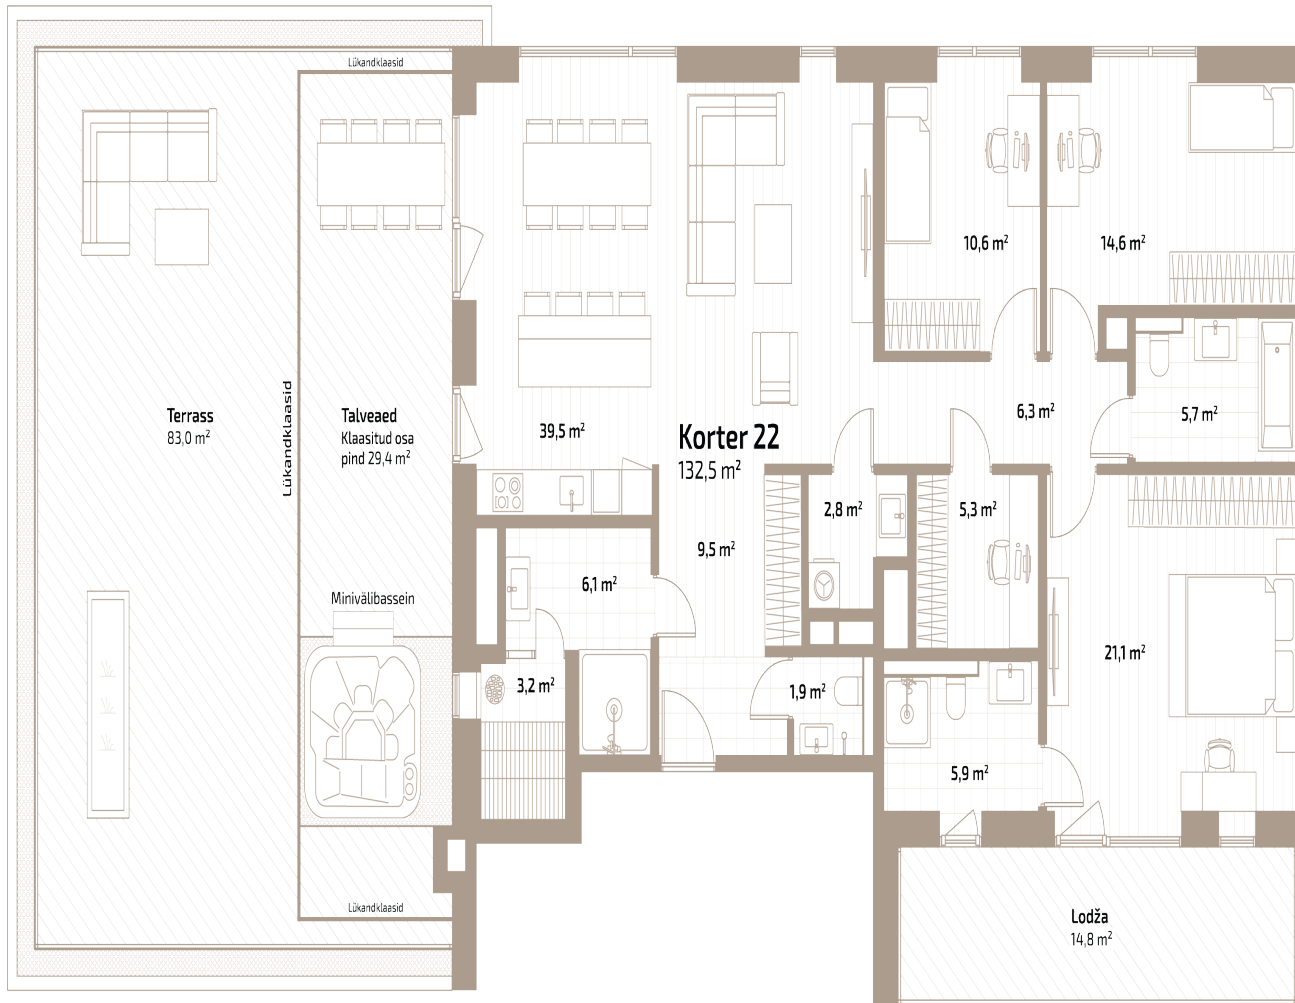 Lükandklaasid
10,6 m²
14,6 m²
Terrass
83,0 m²
Lükandklaasid
Talveaed
Klaasitud osa
pind 29,4 m²
39,5 m²
Korter 22
132,5 m²
6,3 m²
5,7 m²
2,8 m²
5,3 m²
9,5 m²
6,1 m²
Minivälibassein
3,2 m²
1,9 m²
21,1 m²
5,9 m²
Lükandklaasid
Lodža
14,8 m²